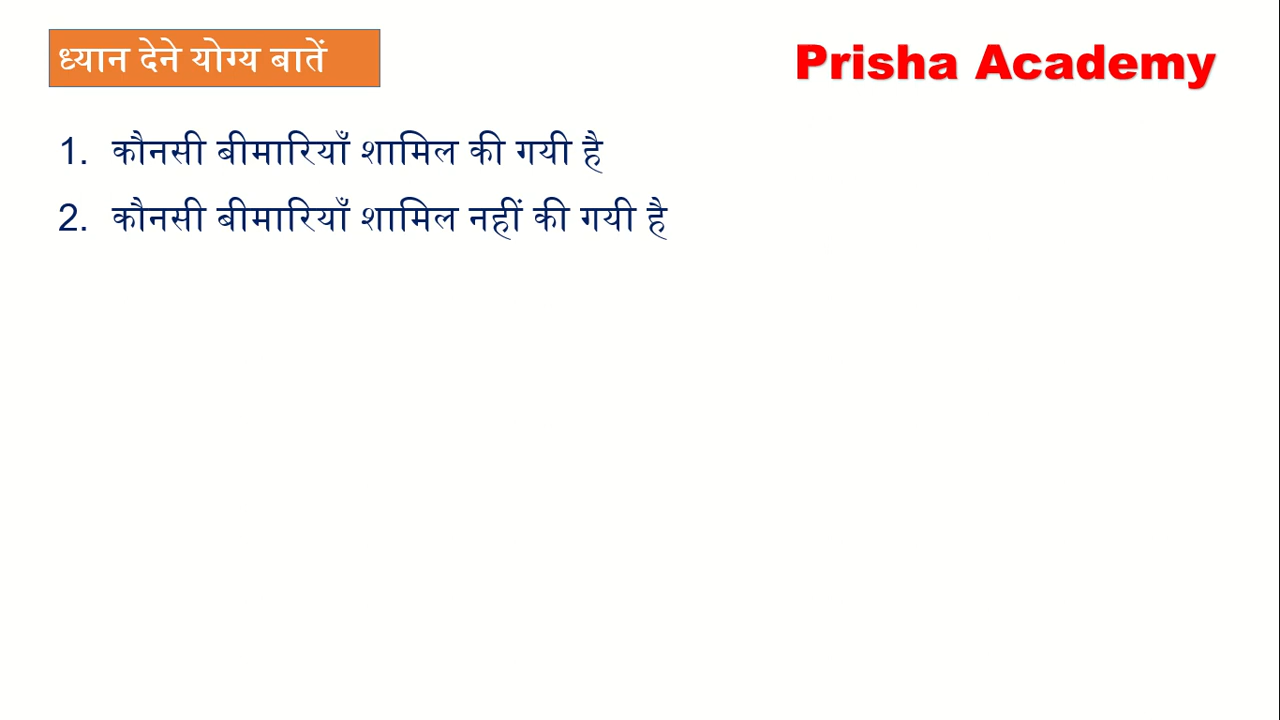 ध्यान देने योग्य बातें
Prisha Academy
1. कौनसी बीमारियाँ शामिल की गयी है
2. कौनसी बीमारियाँ शामिल नहीं की गयी है